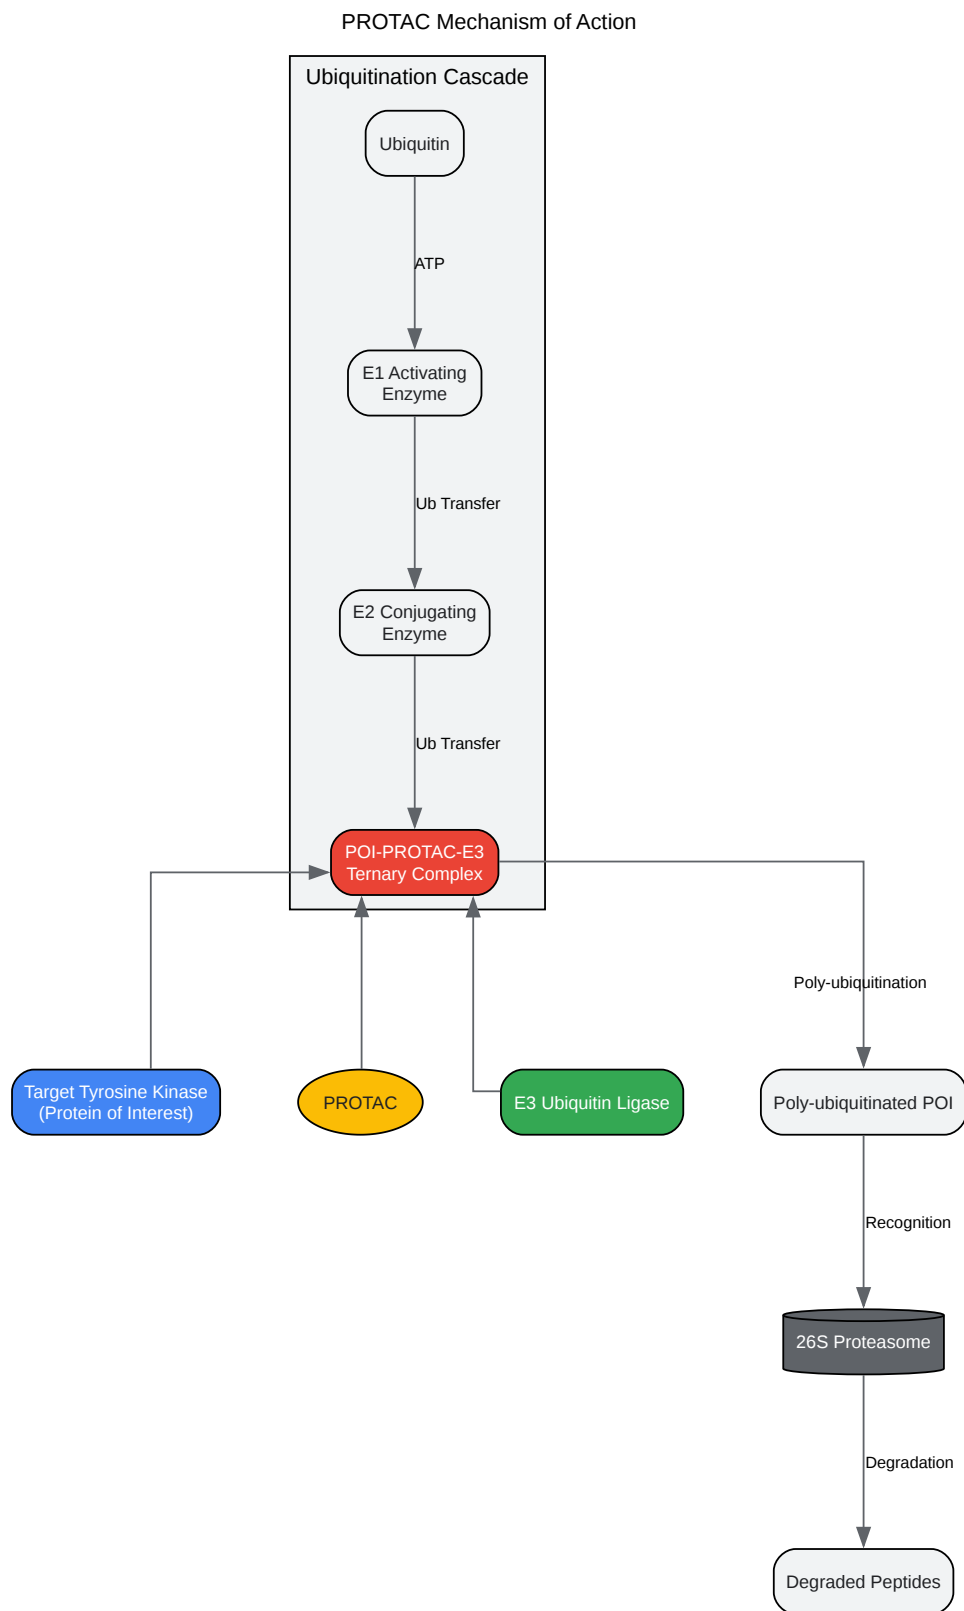 PROTAC Mechanism of Action
Ubiquitination Cascade
Ubiquitin
ATP
E1 Activating
Enzyme
Ub Transfer
E2 Conjugating
Enzyme
Ub Transfer
POI-PROTAC-E3
Ternary Complex
Poly-ubiquitination
Target Tyrosine Kinase
(Protein of Interest)
PROTAC
E3 Ubiquitin Ligase
Poly-ubiquitinated POI
Recognition
26S Proteasome
Degradation
Degraded Peptides